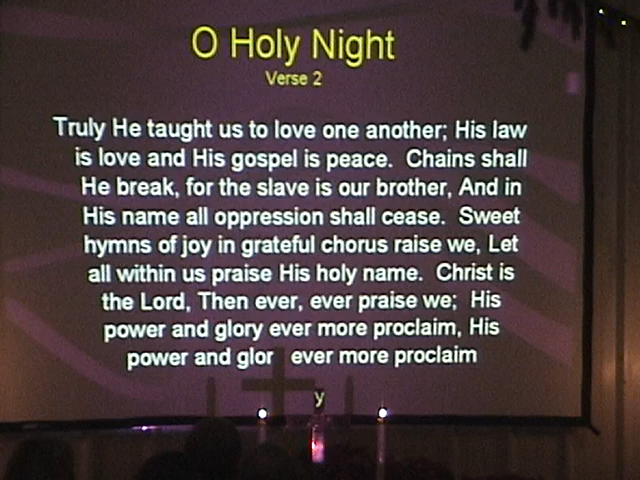 O Holy Night
Verse 2
Truly He taught us to love one another; His law
is love and His gospel is peace. Chains shall
He break, for the slave is our brother, And in
His name all oppression shall cease. Sweet
hymns of joy in grateful chorus raise we, Let
all within us praise His holy name. Christ is
the Lord, Then ever, ever praise we; His
power and glory ever more proclaim, His
power and glor ever more proclaim
y